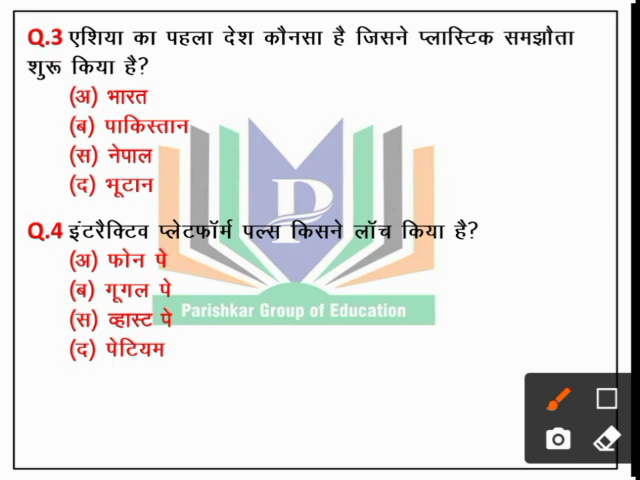 Q.3 एशिया का पहला देश कौनसा है जिसने प्लास्टिक समझौता
शुरू किया है?
(अ) भारत
(ब) पाकिस्तान
(स) नेपाल
(द) भूटान
Q.4 इंटरैक्टिव प्लेटफॉर्म पल्स किसने लॉच किया है?
(अ) फोन पे
(ब) गूगल पे
(स) व्हास्ट पे
(द) पेटियम
P
Parishkar Group of Education